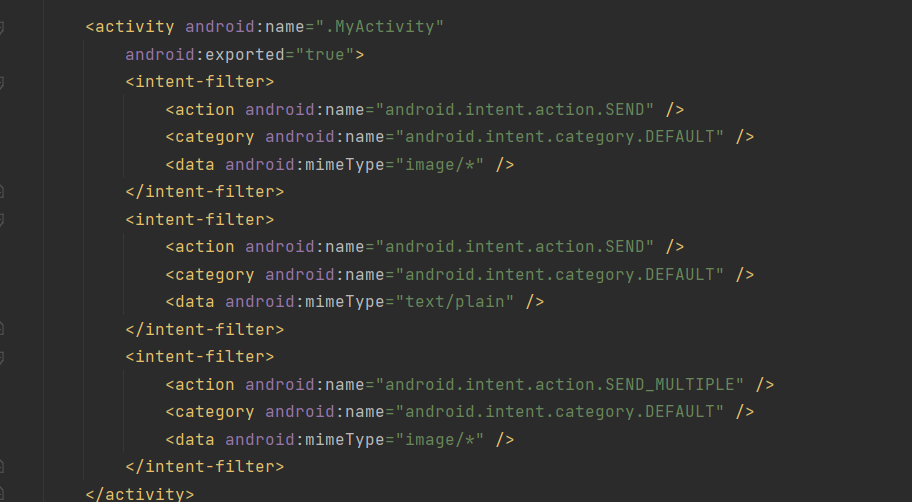 <activity android:name=".MyActivity"
android:exported="true">
<intent-filter>
<action android:name="android.intent.action.SEND" />
<category android:name="android.intent.category.DEFAULT" />
<data android:mimeType="image/*" />
</intent-filter>
<intent-filter>
<action android:name="android.intent.action.SEND" />
<category android:name="android.intent.category.DEFAULT" />
<data android:mimeType="text/plain" />
</intent-filter>
<intent-filter>
<action android:name="android.intent.action.SEND_MULTIPLE" />
<category android:name="android.intent.category.DEFAULT" />
<data android:mimeType="image/*" />
</intent-filter>
</activity>